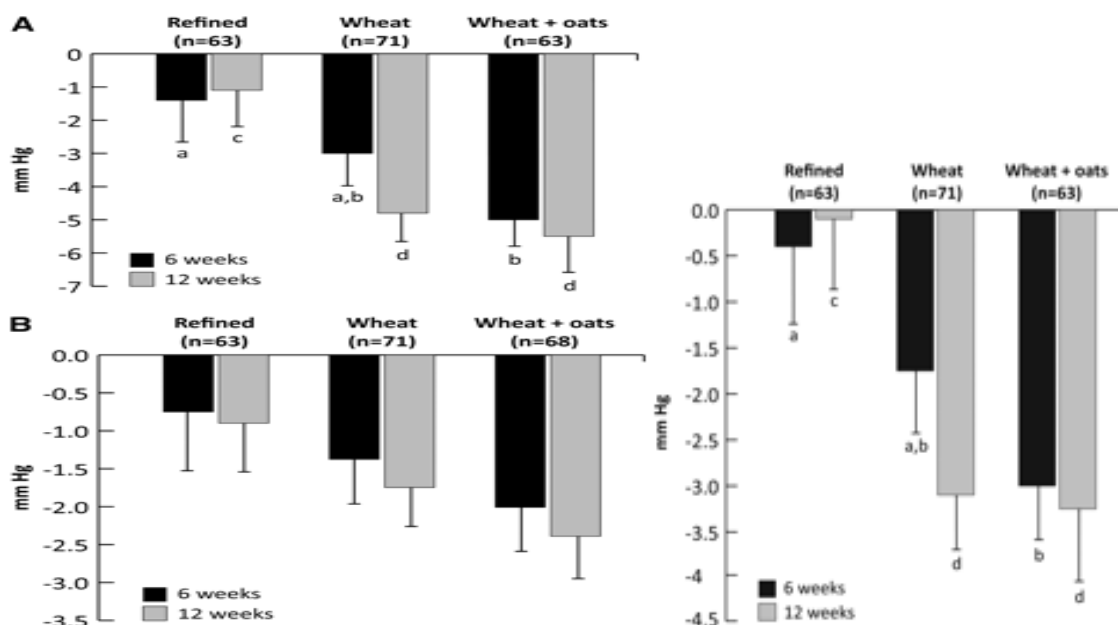 A
Refined Wheat Wheat + oats
(n=63) (n=71) (n=63)
0
-1
-2
-3
-4
-5
-6
-7
mm Hg
a c a,b d b d
6 weeks
12 weeks
B
Refined Wheat Wheat + oats
(n=63) (n=71) (n=68)
0.0
-0.5
-1.0
-1.5
-2.0
-2.5
-3.0
-3.5
mm Hg
6 weeks
12 weeks
Refined Wheat Wheat + oats
(n=63) (n=71) (n=63)
0.0
-0.5
-1.0
-1.5
-2.0
-2.5
-3.0
-3.5
-4
-4.5
mm Hg
a c a,b d b d
6 weeks
12 weeks